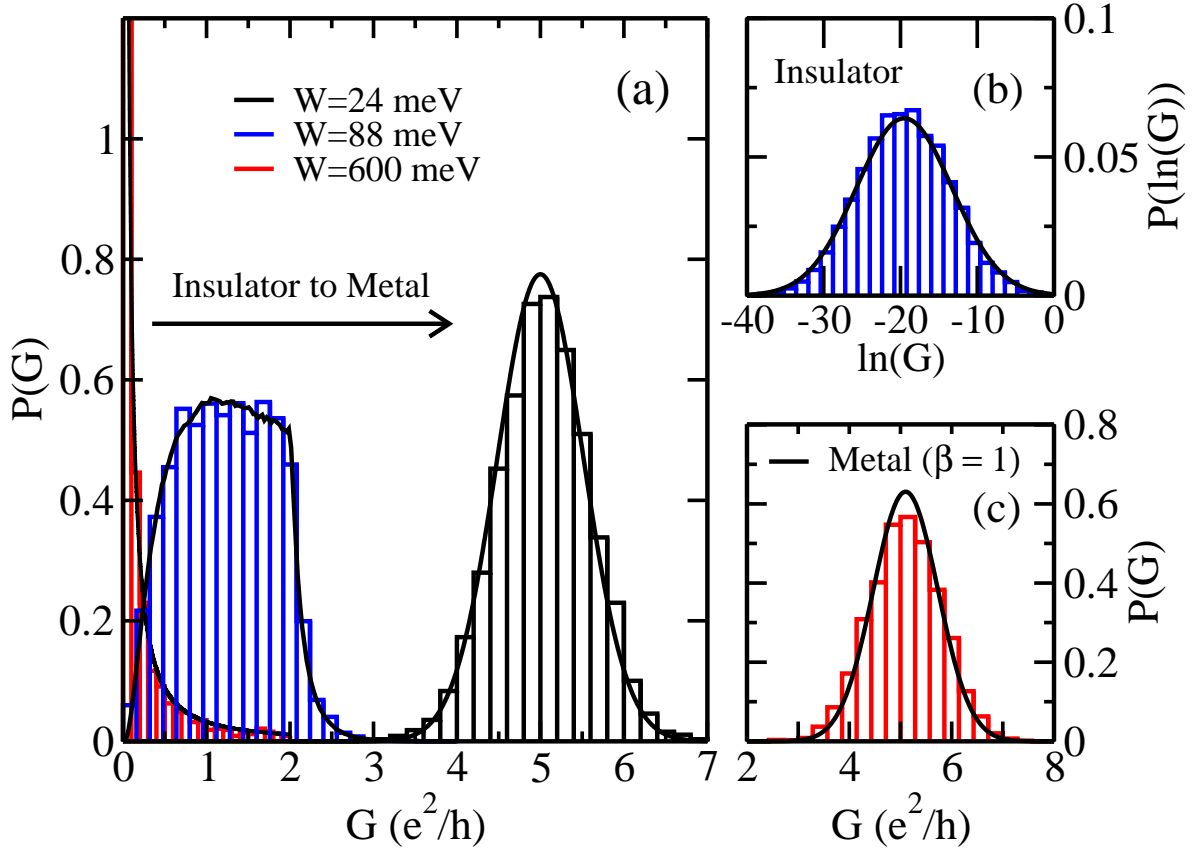 (a)
W=24 meV
W=88 meV
W=600 meV
Insulator to Metal
P(G)
1
0.8
0.6
0.4
0.2
0
0 1 2 3 4 5 6 7
G (e²/h)
Insulator
(b)
0.1
0.05
0
P(ln(G))
-40 -30 -20 -10 0
ln(G)
Metal (β = 1)
(c)
0.8
0.6
0.4
0.2
0
P(G)
2 4 6 8
G (e²/h)